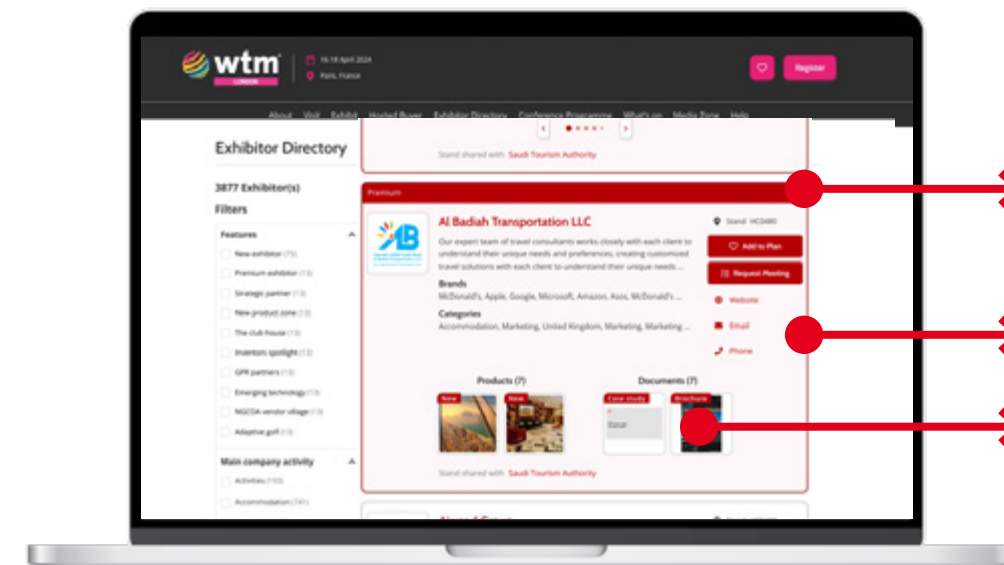 wtm
LONDON
16-18 April 2024
Paris, France
Register
About Visit Exhibit Hosted Buyer Exhibitor Directory Conference Programme What's on Media Zone Help
Exhibitor Directory
Stand shared with Saudi Tourism Authority
3877 Exhibitor(s)
Filters
Features
New exhibitor (75)
Premium exhibitor (13)
Strategic partner (13)
New product zone (13)
The club house (13)
Inventors spotlight (13)
GPR partners (13)
Emerging technology (13)
NGCOA vendor village (13)
Adaptive golf (13)
Main company activity
Activities (193)
Accommodation (741)
Premium
Al Badiah Transportation LLC
Our expert team of travel consultants works closely with each client to
understand their unique needs and preferences, creating customized
travel solutions with each client to understand their unique needs ...
Brands
McDonald's, Apple, Google, Microsoft, Amazon, Asos, McDonald's ...
Categories
Accommodation, Marketing, United Kingdom, Marketing, Marketing ...
Stand HC0480
Add to Plan
Request Meeting
Website
Email
Phone
Products (7)
New
New
Documents (7)
Case study
Brochure
Stand shared with Saudi Tourism Authority